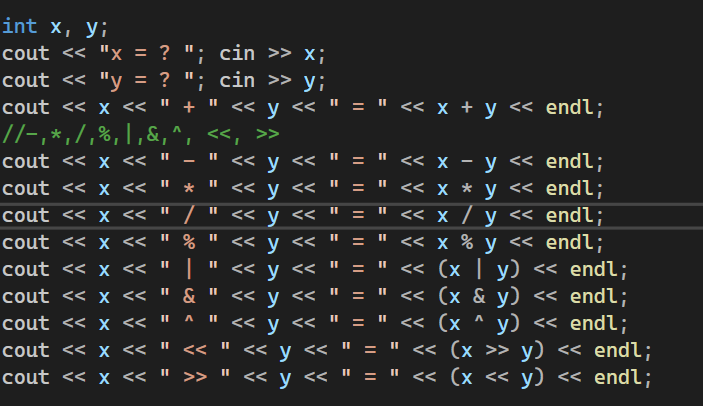 int x, y;
cout << "x = ? "; cin >> x;
cout << "y = ? "; cin >> y;
cout << x << " + " << y << " = " << x + y << endl;
//-,*,/,%,|,&,^, <<, >>
cout << x << " - " << y << " = " << x - y << endl;
cout << x << " * " << y << " = " << x * y << endl;
cout << x << " / " << y << " = " << x / y << endl;
cout << x << " % " << y << " = " << x % y << endl;
cout << x << " | " << y << " = " << (x | y) << endl;
cout << x << " & " << y << " = " << (x & y) << endl;
cout << x << " ^ " << y << " = " << (x ^ y) << endl;
cout << x << " << " << y << " = " << (x >> y) << endl;
cout << x << " >> " << y << " = " << (x << y) << endl;